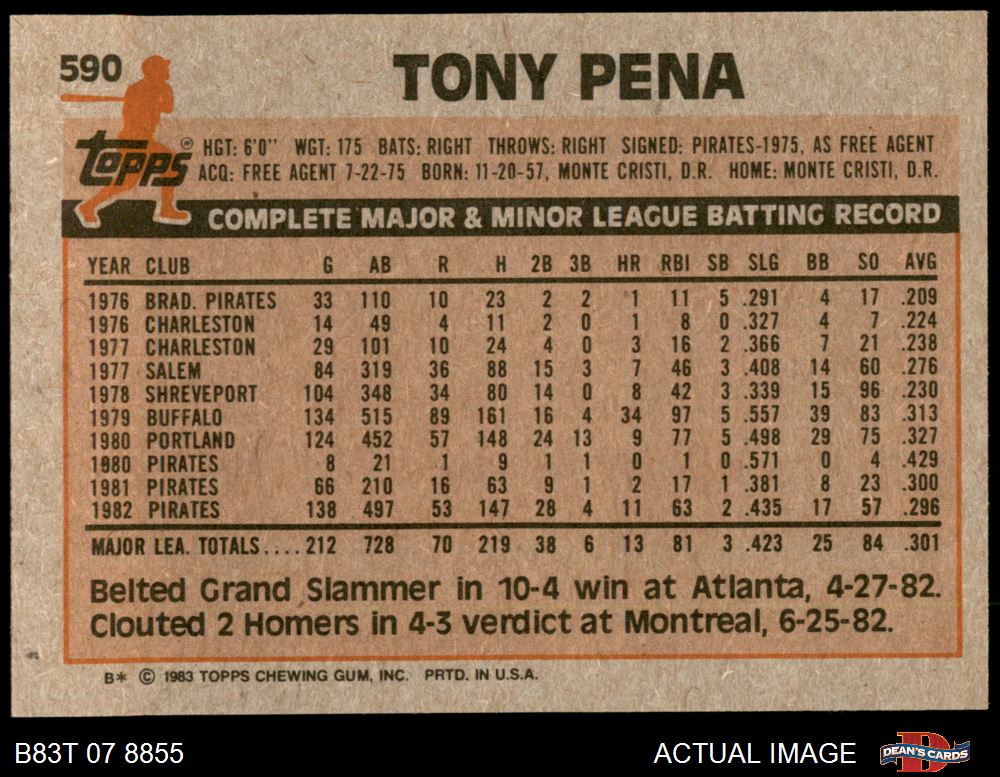 590
TONY PENA
topps®
HGT: 6'0" WGT: 175 BATS: RIGHT THROWS: RIGHT SIGNED: PIRATES-1975, AS FREE AGENT
ACQ: FREE AGENT 7-22-75 BORN: 11-20-57, MONTE CRISTI, D.R. HOME: MONTE CRISTI, D.R.
COMPLETE MAJOR & MINOR LEAGUE BATTING RECORD
YEAR CLUB G AB R H 2B 3B HR RBI SB SLG BB SO AVG
1976 BRAD. PIRATES 33 110 10 23 2 2 1 11 5 .291 4 17 .209
1976 CHARLESTON 14 49 4 11 2 0 1 8 0 .327 4 7 .224
1977 CHARLESTON 29 101 10 24 4 0 3 16 2 .366 7 21 .238
1977 SALEM 84 319 36 88 15 3 7 46 3 .408 14 60 .276
1978 SHREVEPORT 104 348 34 80 14 0 8 42 3 .339 15 96 .230
1979 BUFFALO 134 515 89 161 16 4 34 97 5 .557 39 83 .313
1980 PORTLAND 124 452 57 148 24 13 9 77 5 .498 29 75 .327
1980 PIRATES 8 21 1 9 1 1 0 1 0 .571 0 4 .429
1981 PIRATES 66 210 16 63 9 1 2 17 1 .381 8 23 .300
1982 PIRATES 138 497 53 147 28 4 11 63 2 .435 17 57 .296
MAJOR LEA. TOTALS....212 728 70 219 38 6 13 81 3 .423 25 84 .301
Belted Grand Slammer in 10-4 win at Atlanta, 4-27-82.
Clouted 2 Homers in 4-3 verdict at Montreal, 6-25-82.
B* © 1983 TOPPS CHEWING GUM, INC. PRTD. IN U.S.A.
B83T 07 8855
ACTUAL IMAGE
DEAN'S CARDS